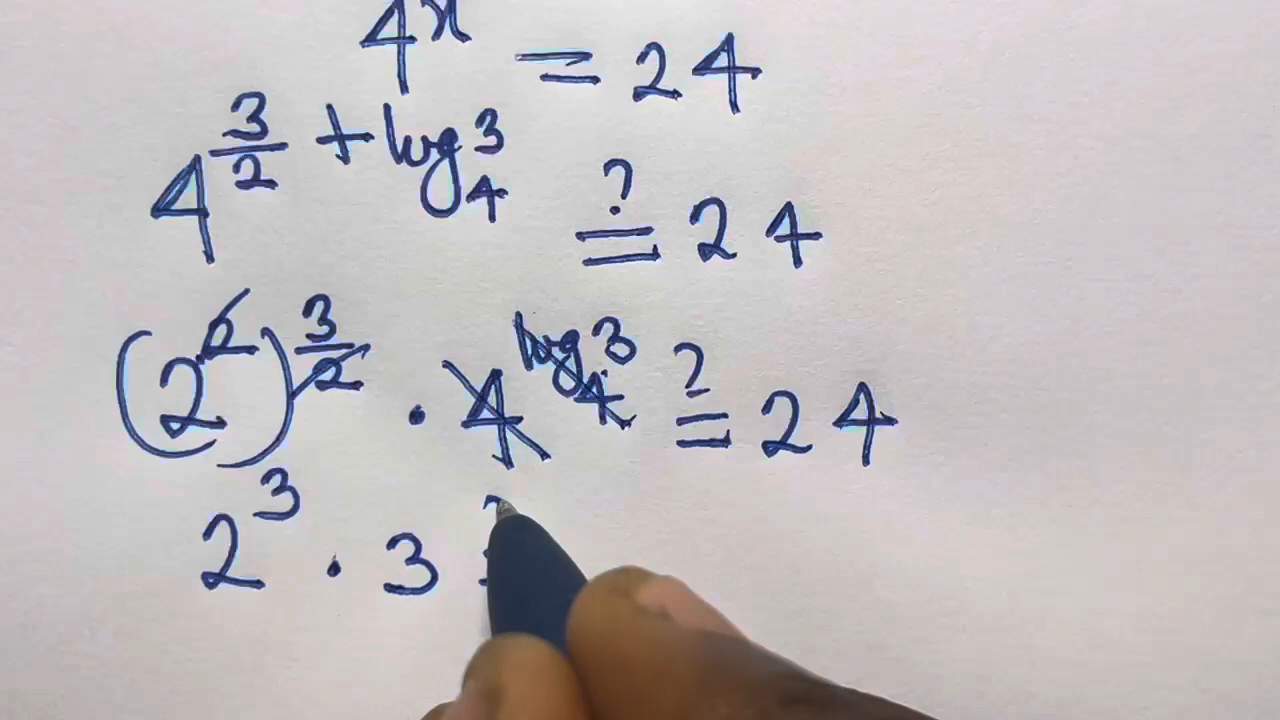 4^x = 24
4^(3/2 + log_4 3) ≟ 24
(2^2)^(3/2) · 4^(log_4 3) ≟ 24
2^3 · 3